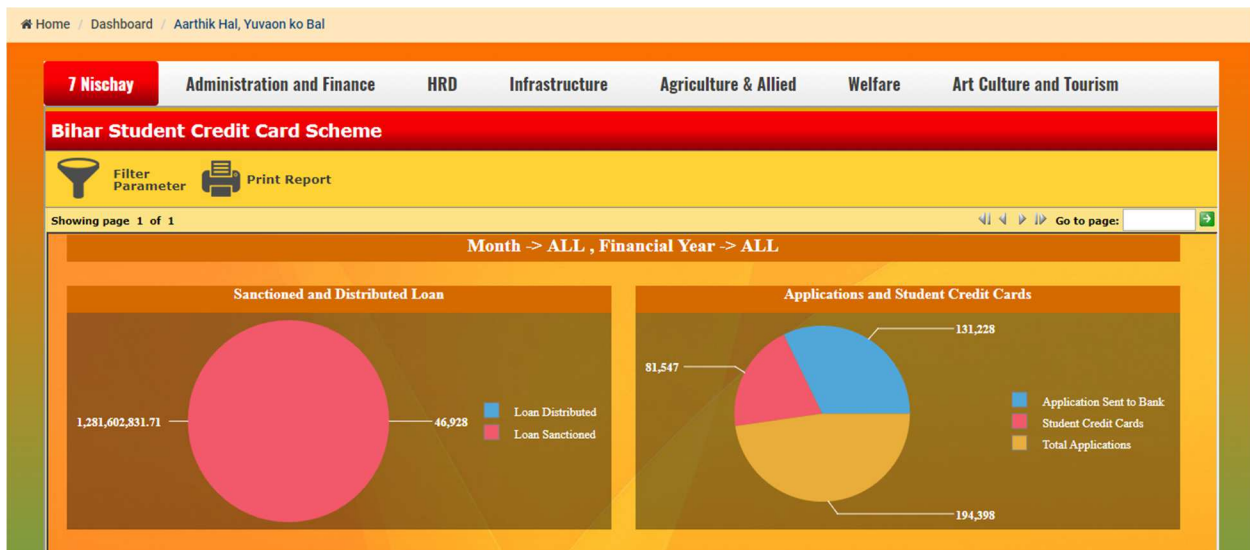 Home / Dashboard / Aarthik Hal, Yuvaon ko Bal
7 Nischay Administration and Finance HRD Infrastructure Agriculture & Allied Welfare Art Culture and Tourism
Bihar Student Credit Card Scheme
Filter
Parameter
Print Report
Showing page 1 of 1
Go to page:
Month -> ALL , Financial Year -> ALL
Sanctioned and Distributed Loan
1,281,602,831.71
46,928
Loan Distributed
Loan Sanctioned
Applications and Student Credit Cards
131,228
81,547
194,398
Application Sent to Bank
Student Credit Cards
Total Applications